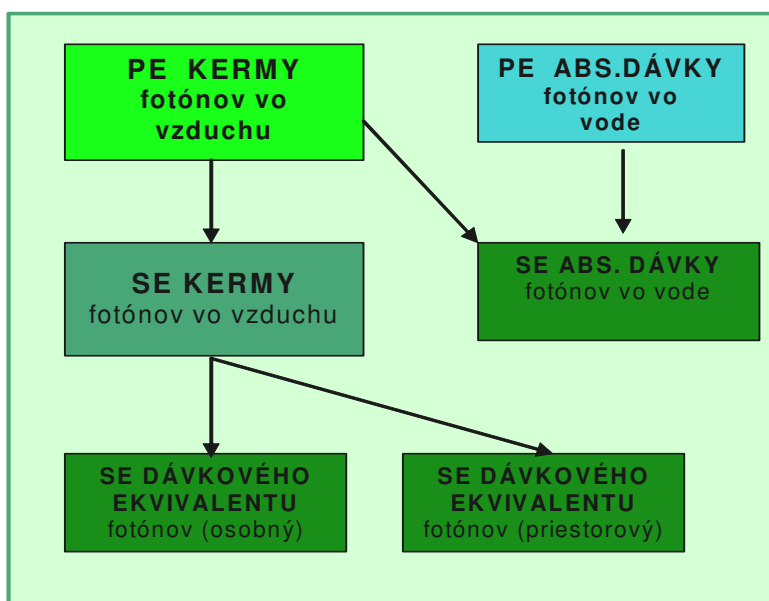 PE KERMY
fotónov vo
vzduchu
PE ABS.DÁVKY
fotónov vo
vode
SE KERMY
fotónov vo vzduchu
SE ABS. DÁVKY
fotónov vo vode
SE DÁVKOVÉHO
EKVIVALENTU
fotónov (osobný)
SE DÁVKOVÉHO
EKVIVALENTU
fotónov (priestorový)